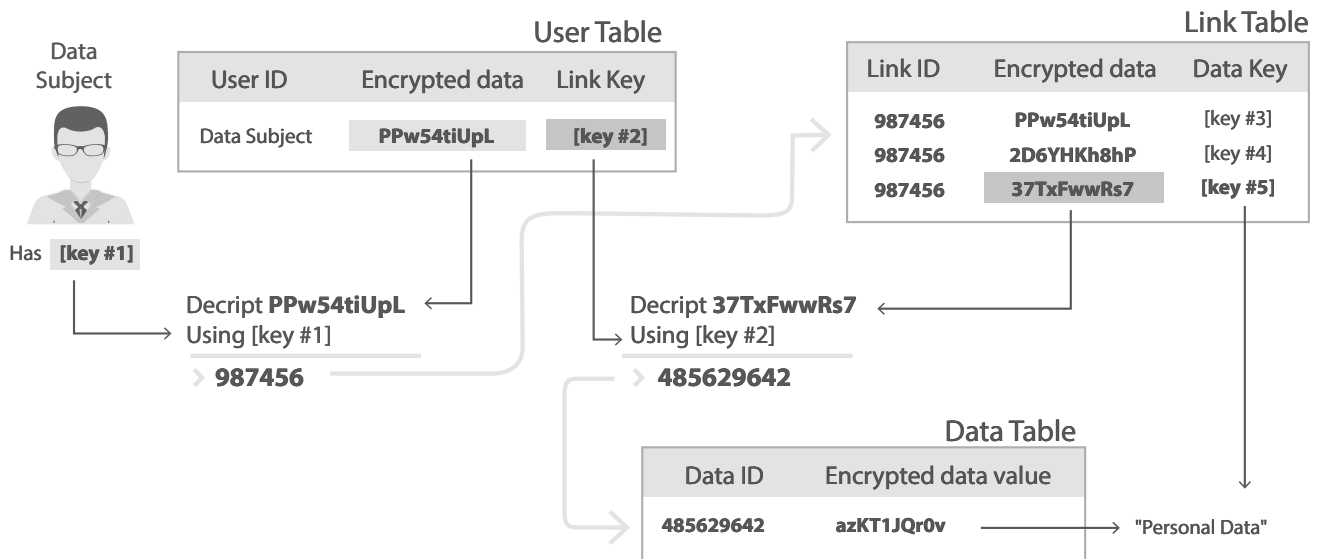 Data
Subject
Has [key #1]
User Table
User ID Encrypted data Link Key
Data Subject PPw54tiUpL [key #2]
Link Table
Link ID Encrypted data Data Key
987456 PPw54tiUpL [key #3]
987456 2D6YHKh8hP [key #4]
987456 37TxFwwRs7 [key #5]
Decript PPw54tiUpL
Using [key #1]
987456
Decript 37TxFwwRs7
Using [key #2]
485629642
Data Table
Data ID Encrypted data value
485629642 azKT1JQr0v "Personal Data"